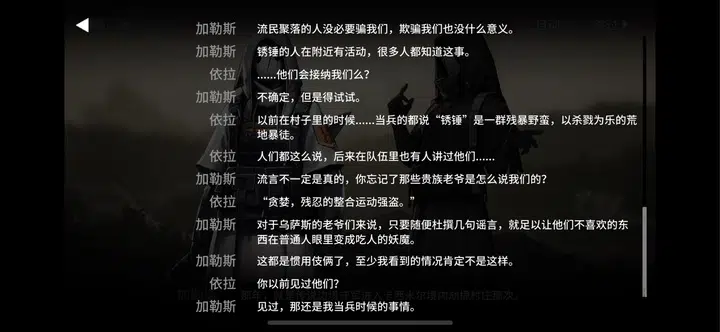 加勒斯 流民聚落的人没必要骗我们，欺骗我们也没什么意义。
加勒斯 锈锤的人在附近有活动，很多人都知道这事。
依拉 ......他们会接纳我们么？
加勒斯 不确定，但是得试试。
依拉 以前在村子里的时候......当兵的都说“锈锤”是一群残暴野蛮，以杀戮为乐的荒
地暴徒。
依拉 人们都这么说，后来在队伍里也有人讲过他们......
加勒斯 流言不一定是真的，你忘记了那些贵族老爷是怎么说我们的？
依拉 “贪婪，残忍的整合运动强盗。”
加勒斯 对于乌萨斯的老爷们来说，只要随便杜撰几句谣言，就足以让他们不喜欢的东
西在普通人眼里变成吃人的妖魔。
加勒斯 这都是惯用伎俩了，至少我看到的情况肯定不是这样。
依拉 你以前见过他们？
加勒斯 见过，那还是我当兵时候的事情。